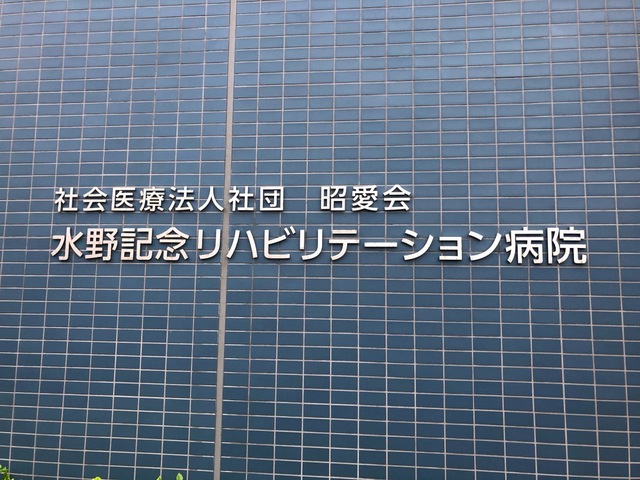 社会医療法人社団　昭愛会
水野記念リハビリテーション病院